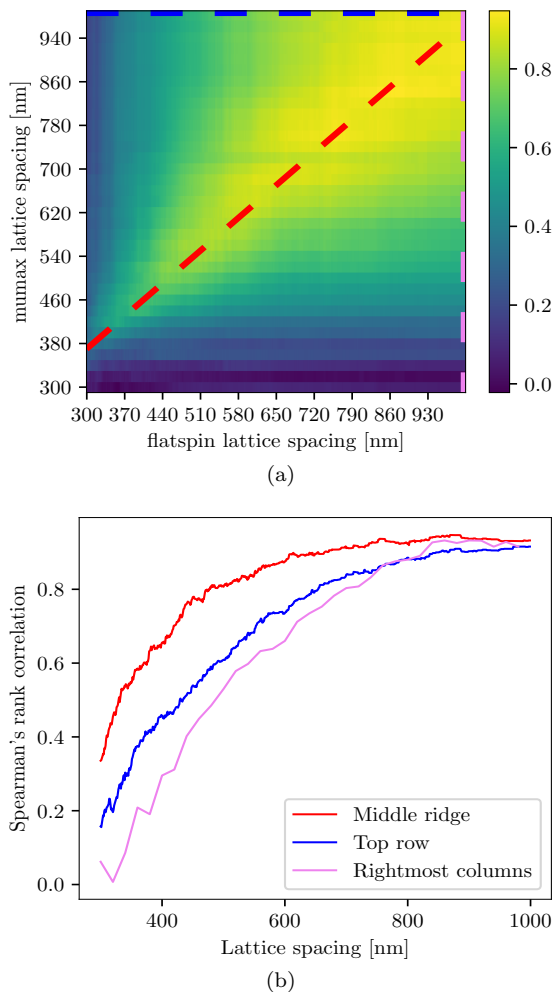 940
860
780
700
620
540
460
380
300
mumax lattice spacing [nm]
300 370 440 510 580 650 720 790 860 930
flatspin lattice spacing [nm]
0.8
0.6
0.4
0.2
0.0
(a)
Spearman's rank correlation
0.8
0.6
0.4
0.2
0.0
Middle ridge
Top row
Rightmost columns
400 600 800 1000
Lattice spacing [nm]
(b)